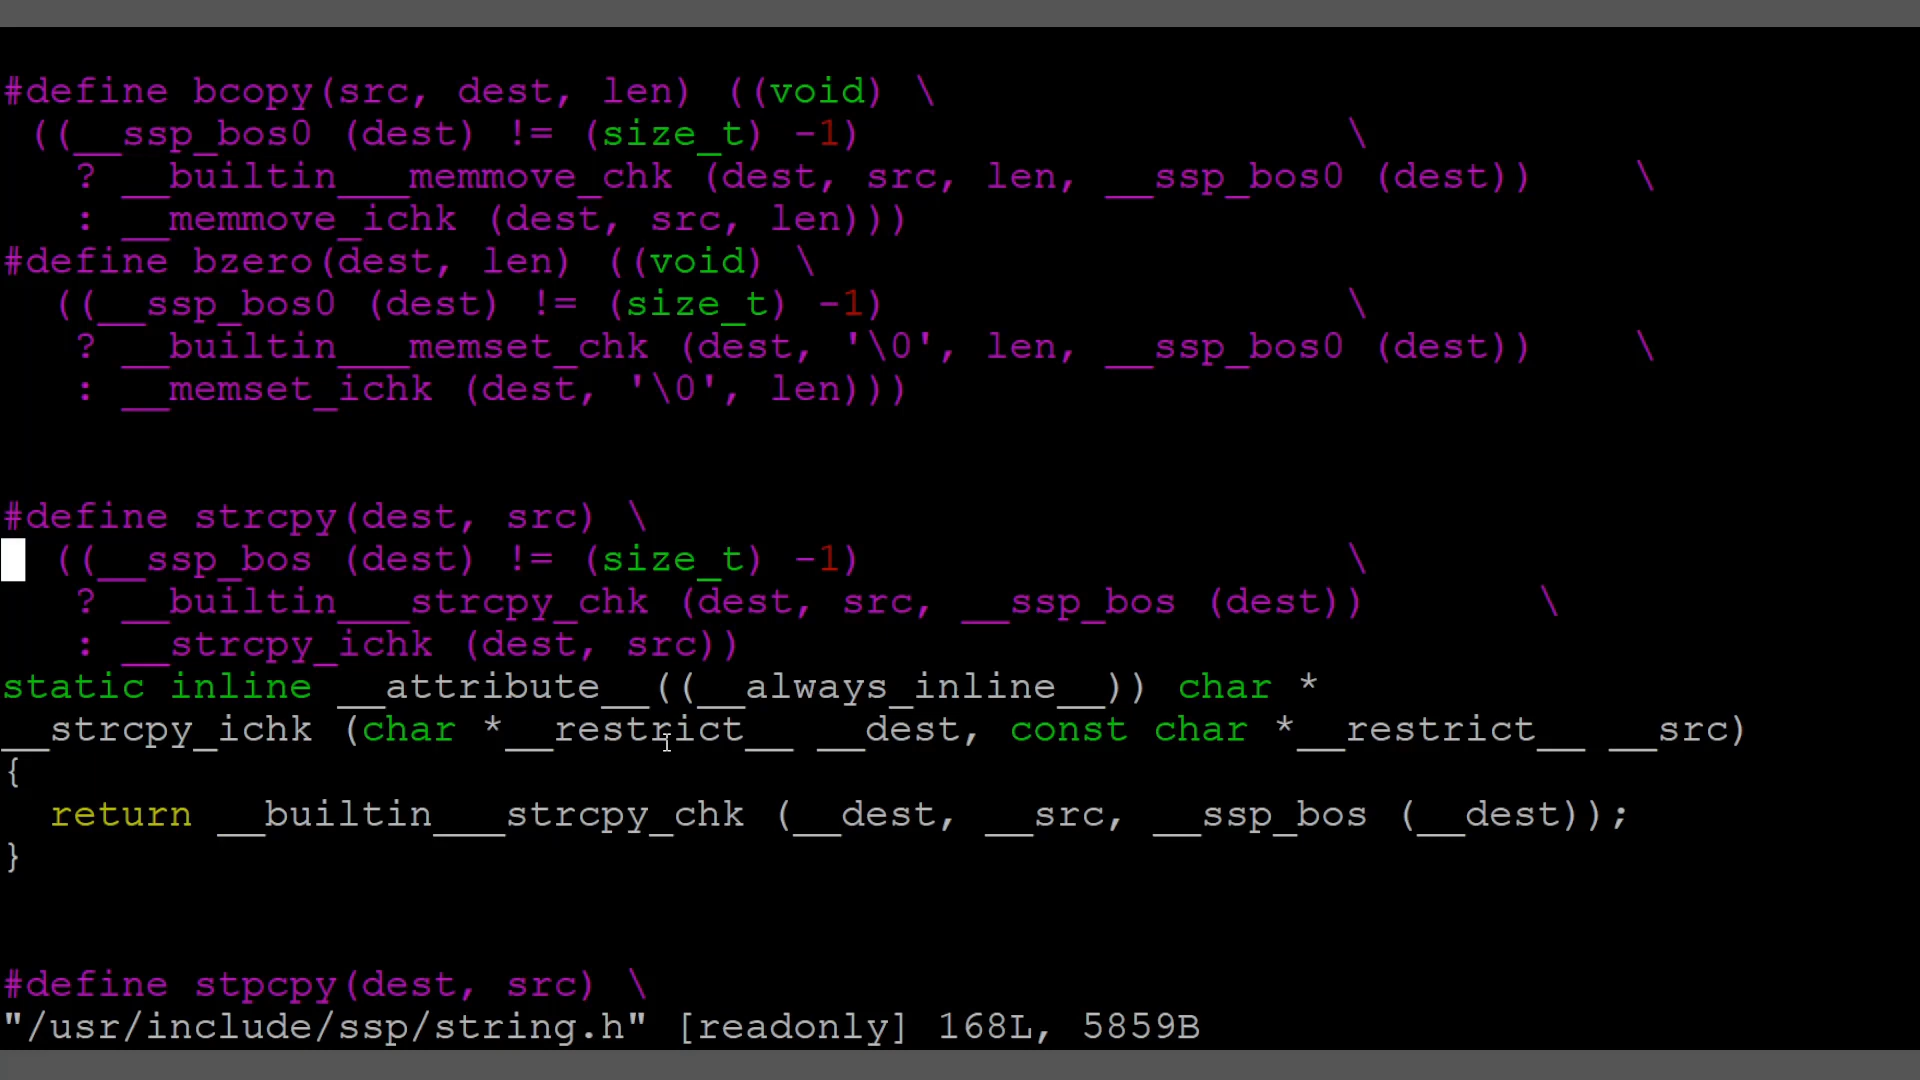 #define bcopy(src, dest, len) ((void) \
 ((__ssp_bos0 (dest) != (size_t) -1) \
   ? __builtin___memmove_chk (dest, src, len, __ssp_bos0 (dest)) \
   : __memmove_ichk (dest, src, len)))
#define bzero(dest, len) ((void) \
  ((__ssp_bos0 (dest) != (size_t) -1) \
   ? __builtin___memset_chk (dest, '\0', len, __ssp_bos0 (dest)) \
   : __memset_ichk (dest, '\0', len)))
#define strcpy(dest, src) \
  ((__ssp_bos (dest) != (size_t) -1) \
   ? __builtin___strcpy_chk (dest, src, __ssp_bos (dest)) \
   : __strcpy_ichk (dest, src))
static inline __attribute__((__always_inline__)) char *
__strcpy_ichk (char *__restrict__ __dest, const char *__restrict__ __src)
{
  return __builtin___strcpy_chk (__dest, __src, __ssp_bos (__dest));
}
#define stpcpy(dest, src) \
"/usr/include/ssp/string.h" [readonly] 168L, 5859B